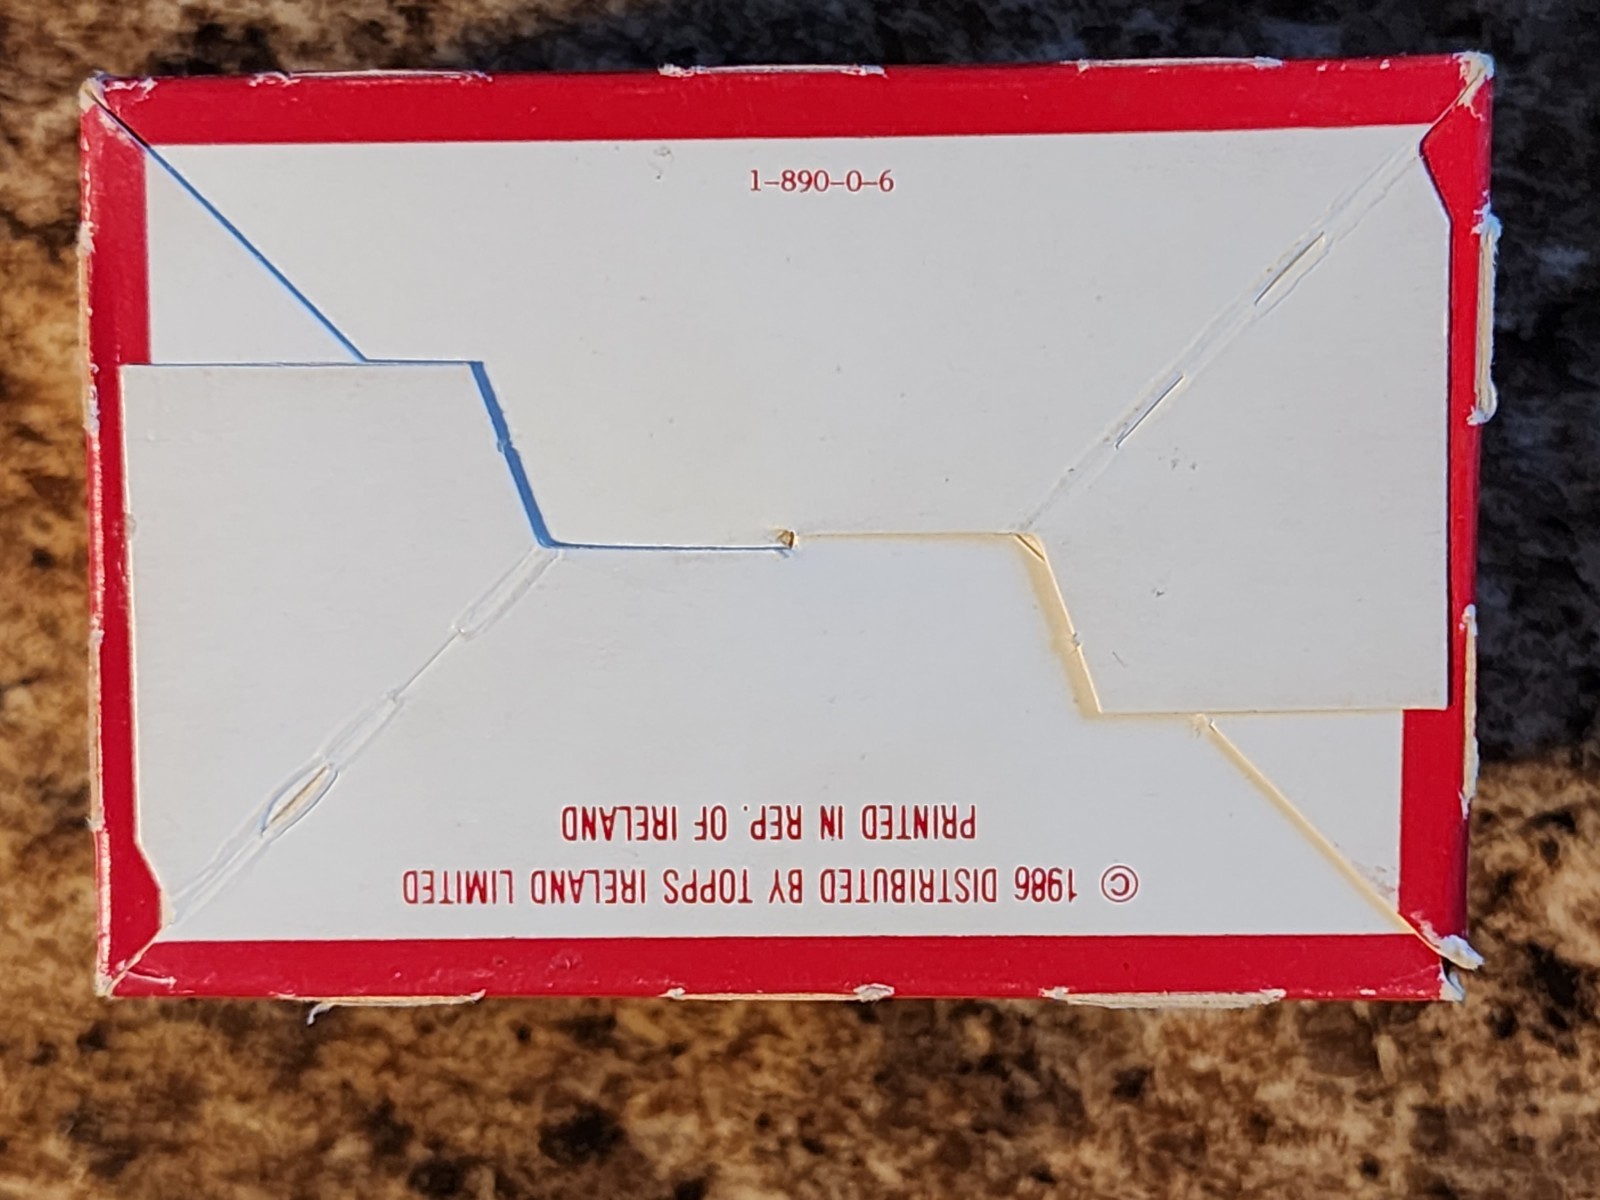 1–890–0–6
© 1986 DISTRIBUTED BY TOPPS IRELAND LIMITED
PRINTED IN REP. OF IRELAND